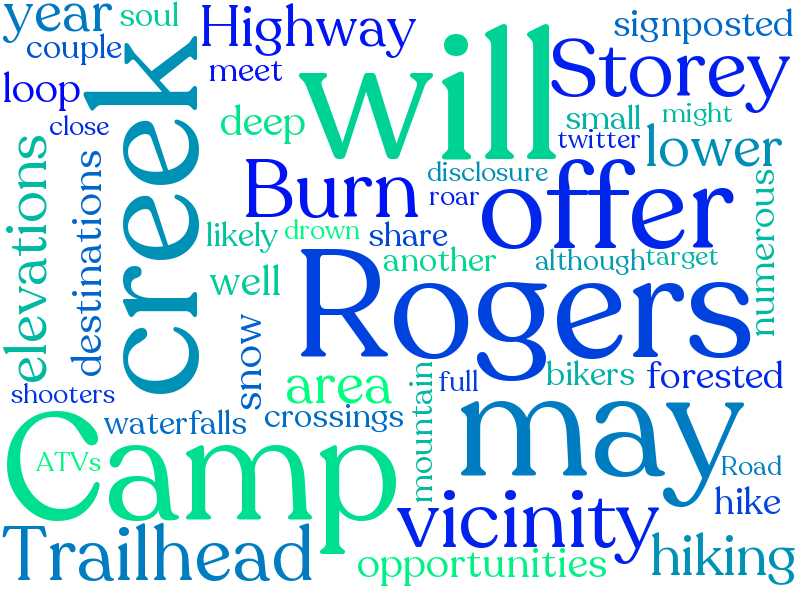 year
soul
Highway
signposted
couple
creek
will
Storey
loop
meet
close
deep
small
might
twitter
lower
elevations
destinations
Burn
disclosure
roar
offer
numerous
likely
drown
share
another
although
target
well
Rogers
snow
area
mountain
full
bikers
forested
shooters
waterfalls
crossings
Camp
ATVs
may
Road
hike
vicinity
Trailhead
opportunities
hiking